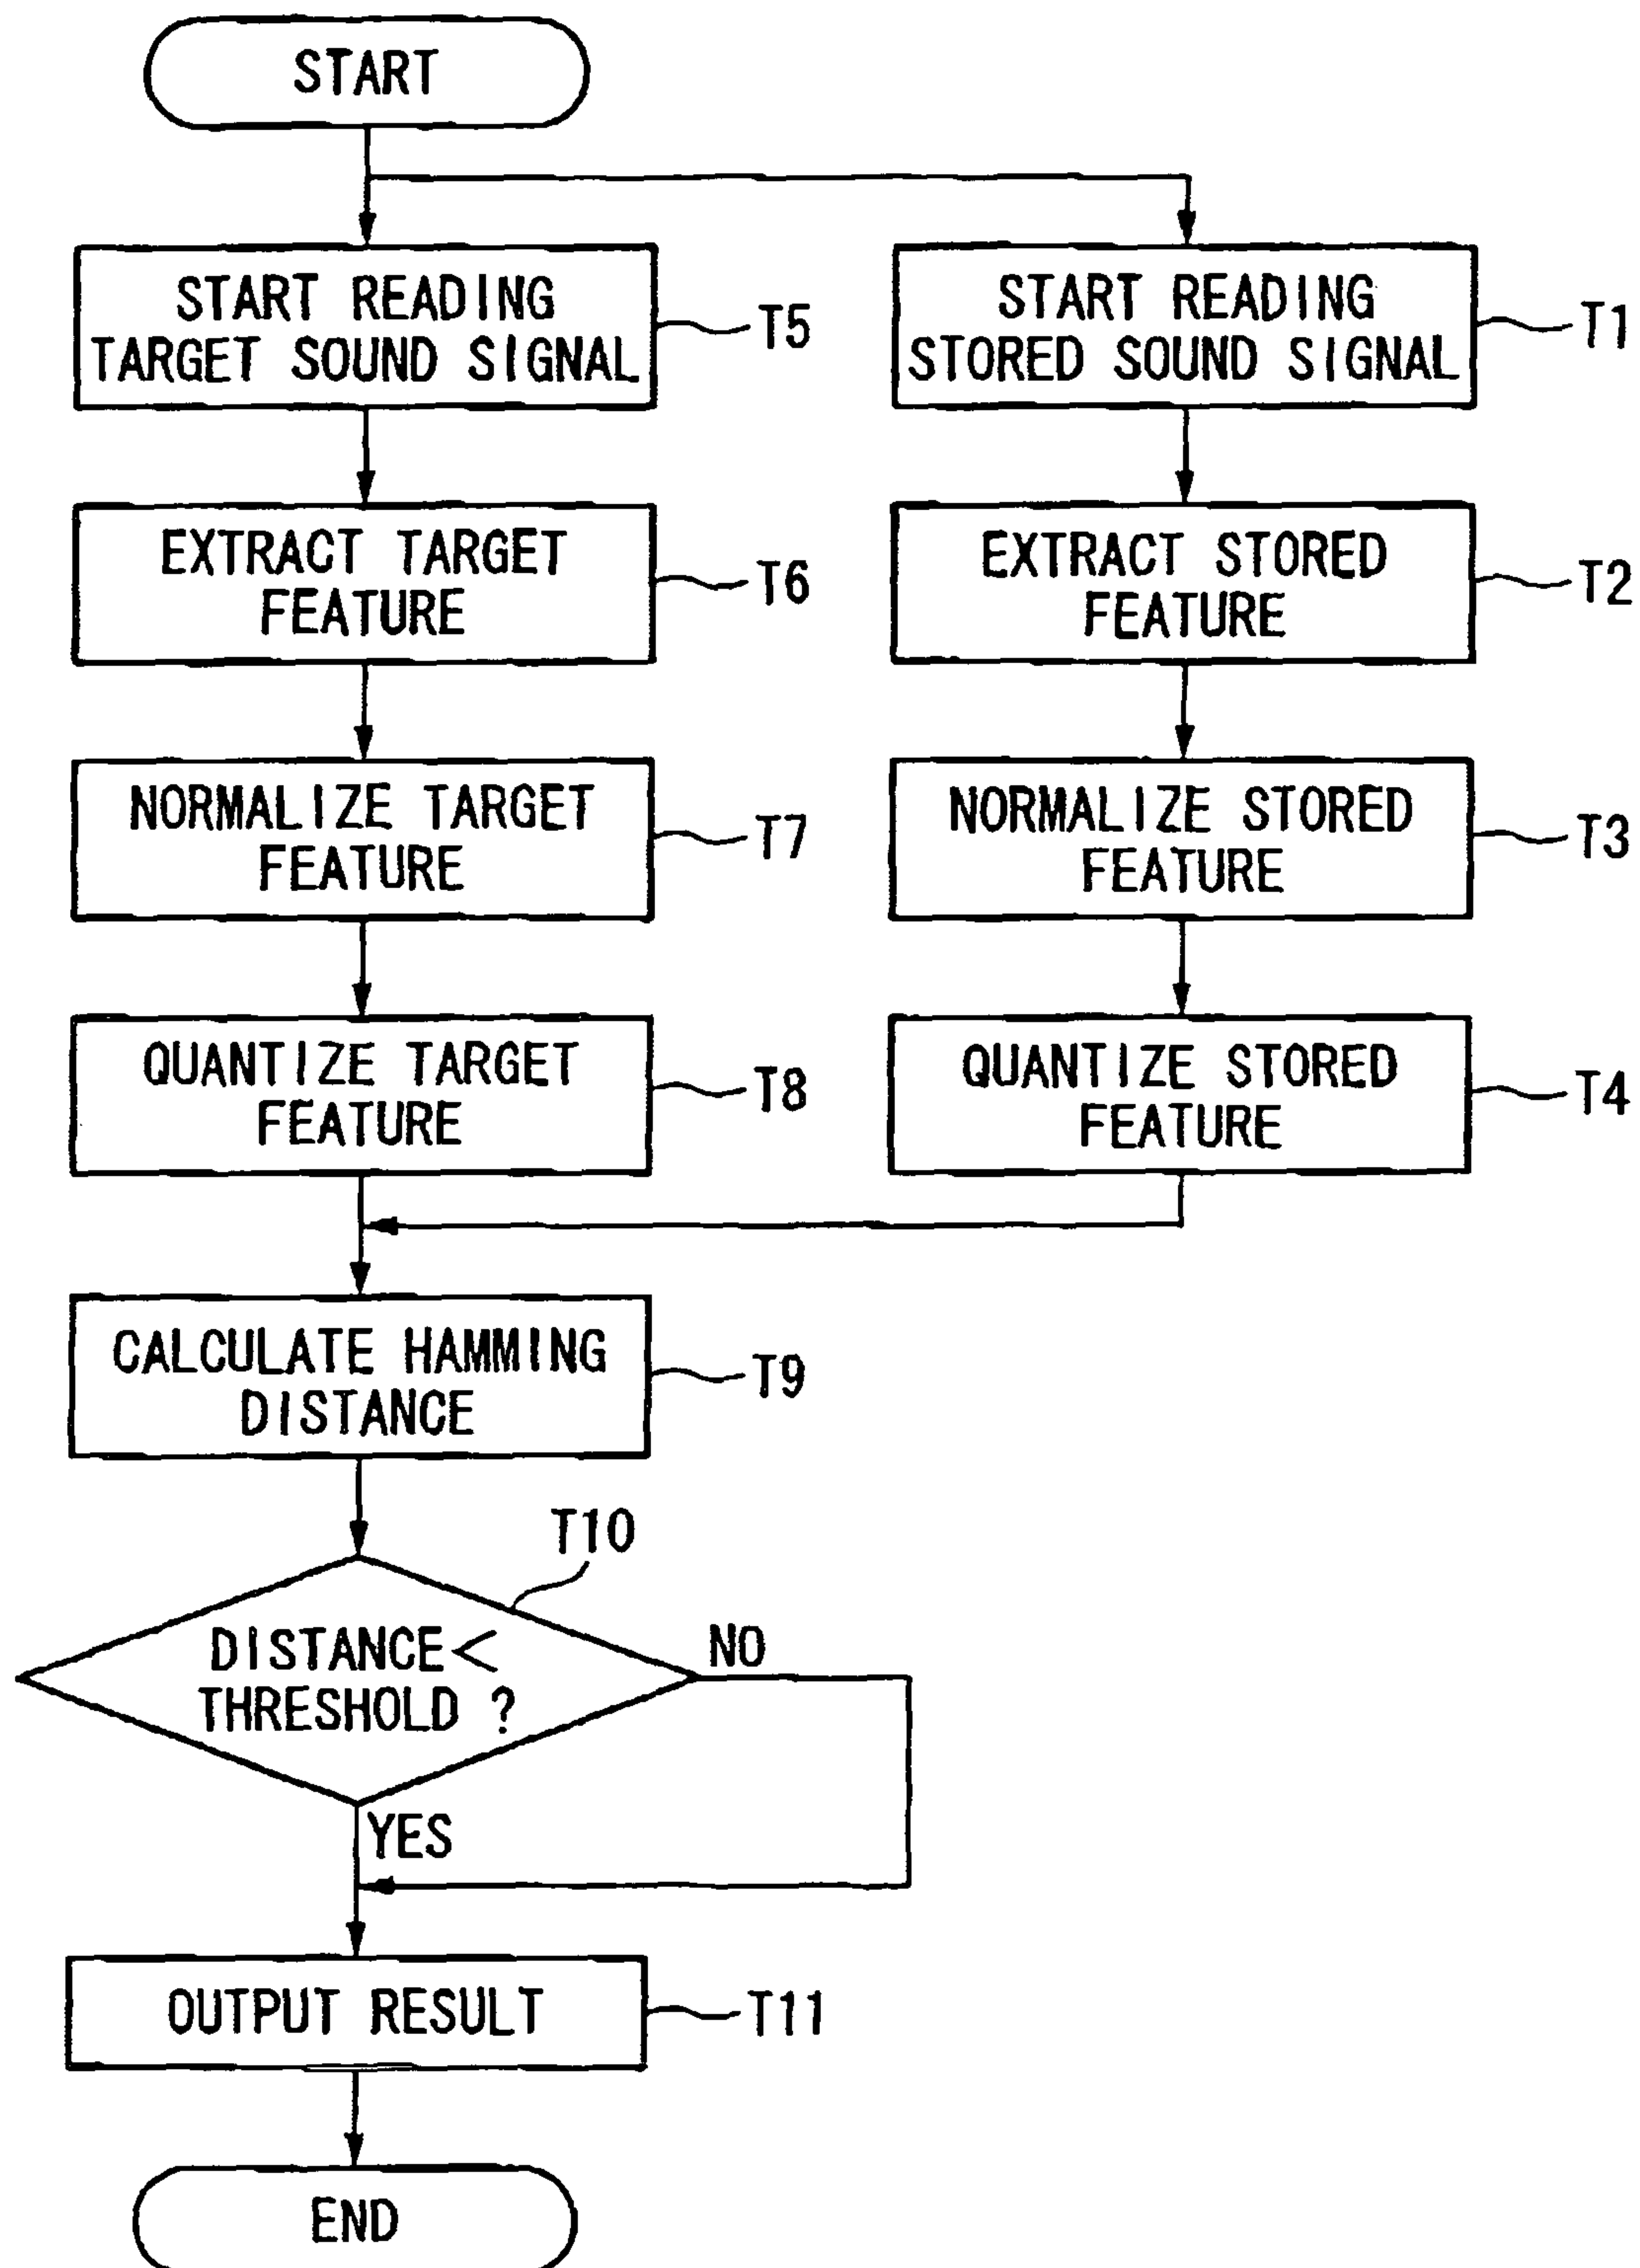 START
START READING
TARGET SOUND SIGNAL
T5
START READING
STORED SOUND SIGNAL
T1
EXTRACT TARGET
FEATURE
T6
EXTRACT STORED
FEATURE
T2
NORMALIZE TARGET
FEATURE
T7
NORMALIZE STORED
FEATURE
T3
QUANTIZE TARGET
FEATURE
T8
QUANTIZE STORED
FEATURE
T4
CALCULATE HAMMING
DISTANCE
T9
T10
DISTANCE<
THRESHOLD ?
NO
YES
OUTPUT RESULT
T11
END